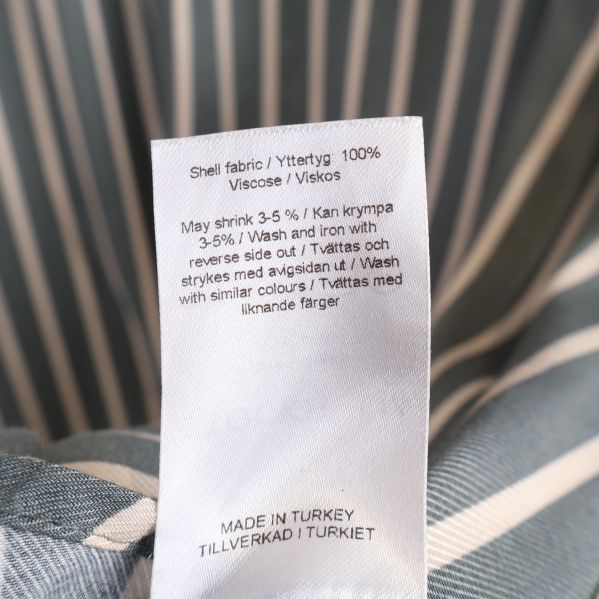 Shell fabric / Yttertyg: 100%
Viscose / Viskos
May shrink 3-5 % / Kan krympa
3-5% / Wash and iron with
reverse side out / Tvättas och
strykes med avigsidan ut / Wash
with similar colours / Tvättas med
liknande färger
MADE IN TURKEY
TILLVERKAD I TURKIET